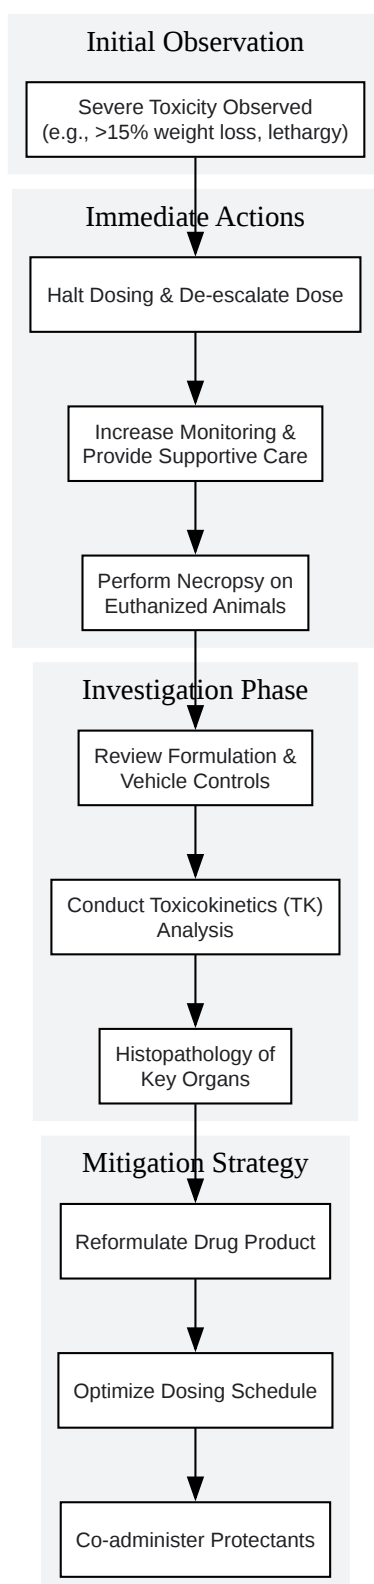 Initial Observation
Severe Toxicity Observed
(e.g., >15% weight loss, lethargy)
Immediate Actions
Halt Dosing & De-escalate Dose
Increase Monitoring &
Provide Supportive Care
Perform Necropsy on
Euthanized Animals
Investigation Phase
Review Formulation &
Vehicle Controls
Conduct Toxicokinetics (TK)
Analysis
Histopathology of
Key Organs
Mitigation Strategy
Reformulate Drug Product
Optimize Dosing Schedule
Co-administer Protectants